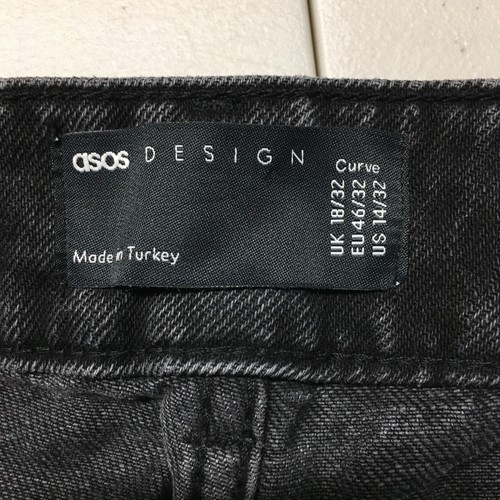 asos DESIGN
Curve
UK 18/32
EU 46/32
US 14/32
Made in Turkey